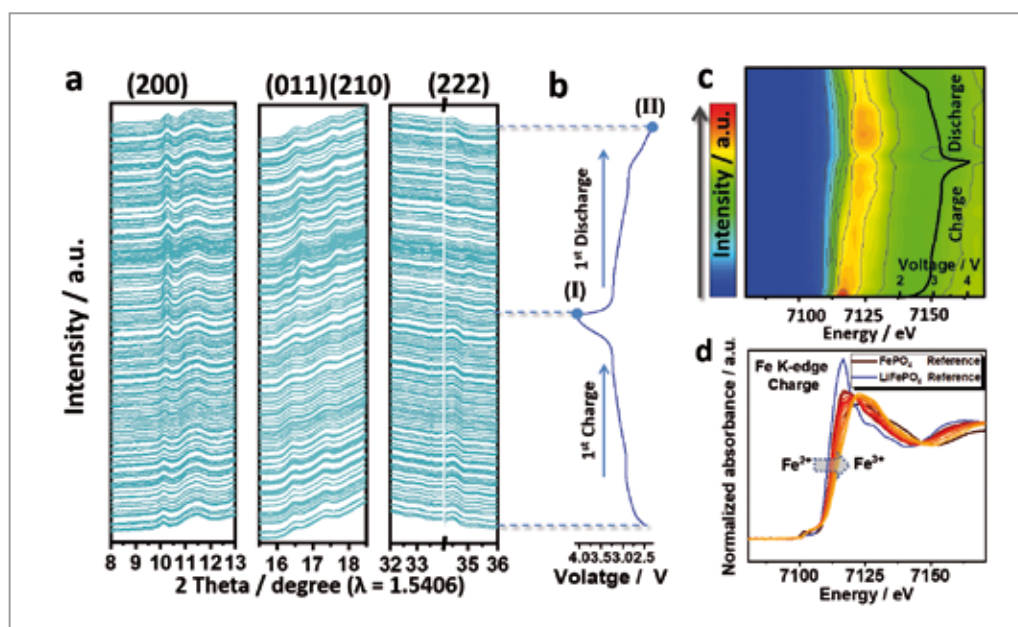 a
(200)
(011)(210)
(222)
b
(II)
1st Discharge
(I)
1st Charge
Intensity / a.u.
8 9 10 11 12 13
16 17 18
32 33 35 36
2 Theta / degree (λ = 1.5406)
4.03.53.02.5
Volatge / V
c
Intensity / a.u.
Discharge
Charge
Voltage / V
2 3 4
7100 7125 7150
Energy / eV
d
Normalized absorbance / a.u.
Fe K-edge
Charge
FePO4 Reference
LiFePO4 Reference
Fe2+
Fe3+
7100 7125 7150
Energy / eV